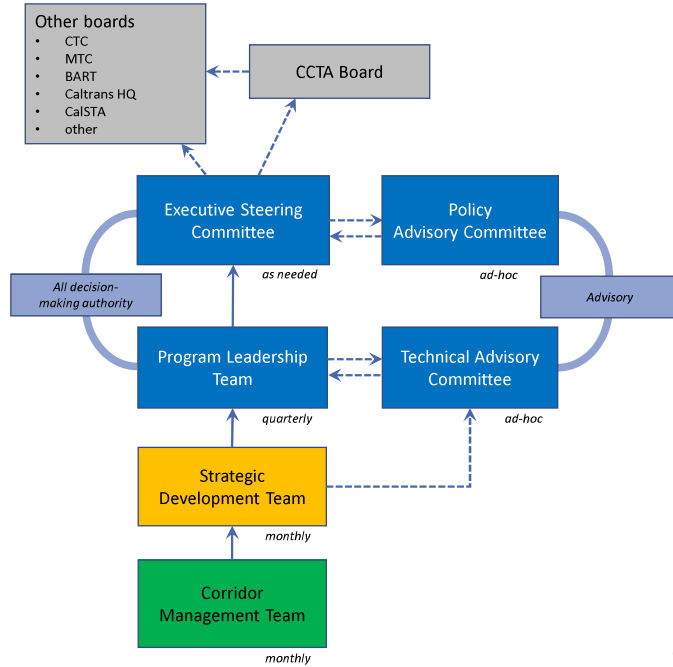 Other boards
• CTC
• MTC
• BART
• Caltrans HQ
• CalSTA
• other
CCTA Board
Executive Steering
Committee
as needed
Policy
Advisory Committee
ad-hoc
All decision-
making authority
Advisory
Program Leadership
Team
quarterly
Technical Advisory
Committee
ad-hoc
Strategic
Development Team
monthly
Corridor
Management Team
monthly